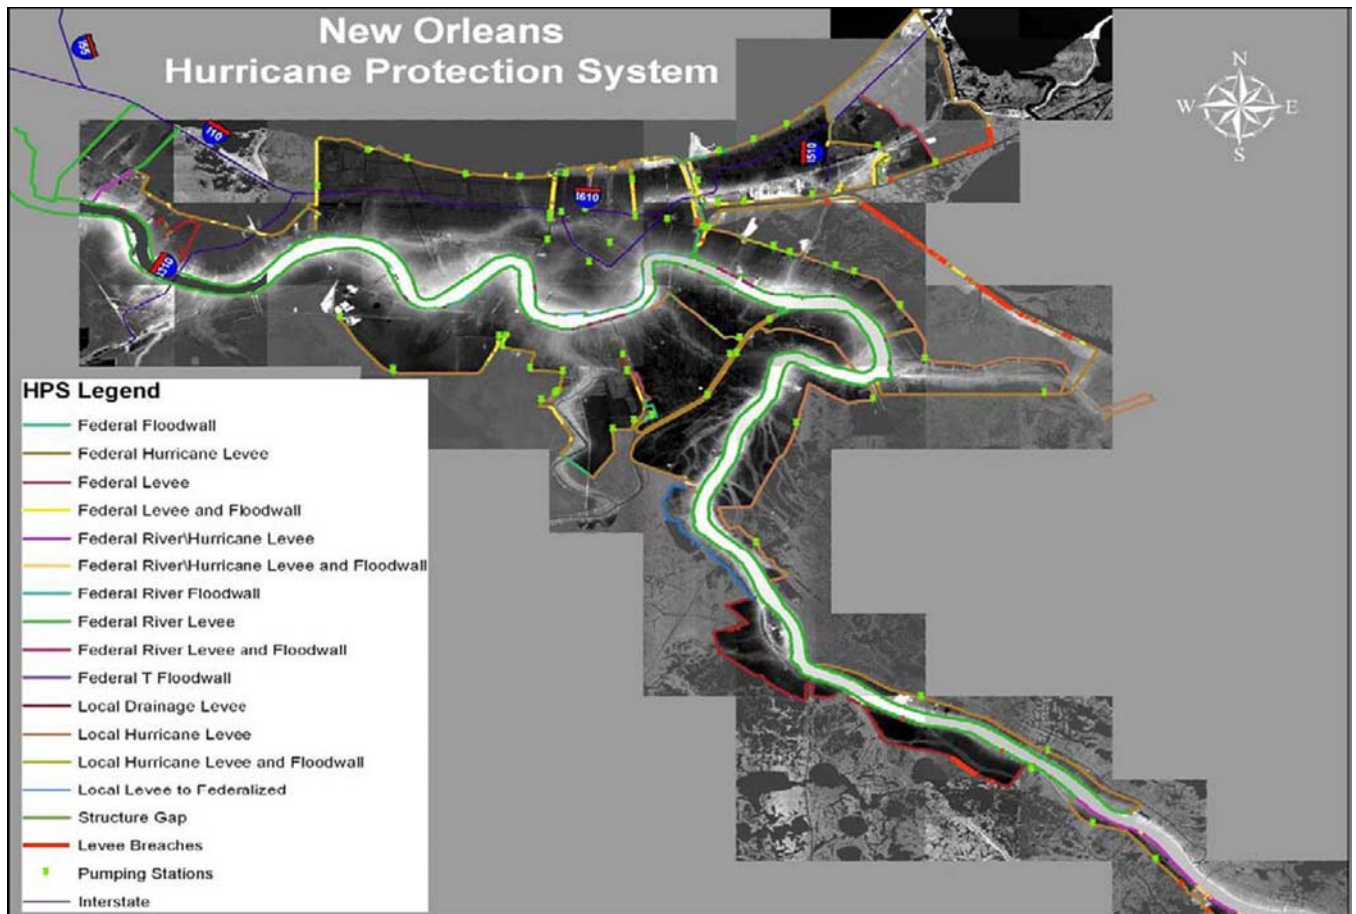 New Orleans
Hurricane Protection System
I55
I10
I610
I510
I310
N
W E
S
HPS Legend
Federal Floodwall
Federal Hurricane Levee
Federal Levee
Federal Levee and Floodwall
Federal River\Hurricane Levee
Federal River\Hurricane Levee and Floodwall
Federal River Floodwall
Federal River Levee
Federal River Levee and Floodwall
Federal T Floodwall
Local Drainage Levee
Local Hurricane Levee
Local Hurricane Levee and Floodwall
Local Levee to Federalized
Structure Gap
Levee Breaches
Pumping Stations
Interstate